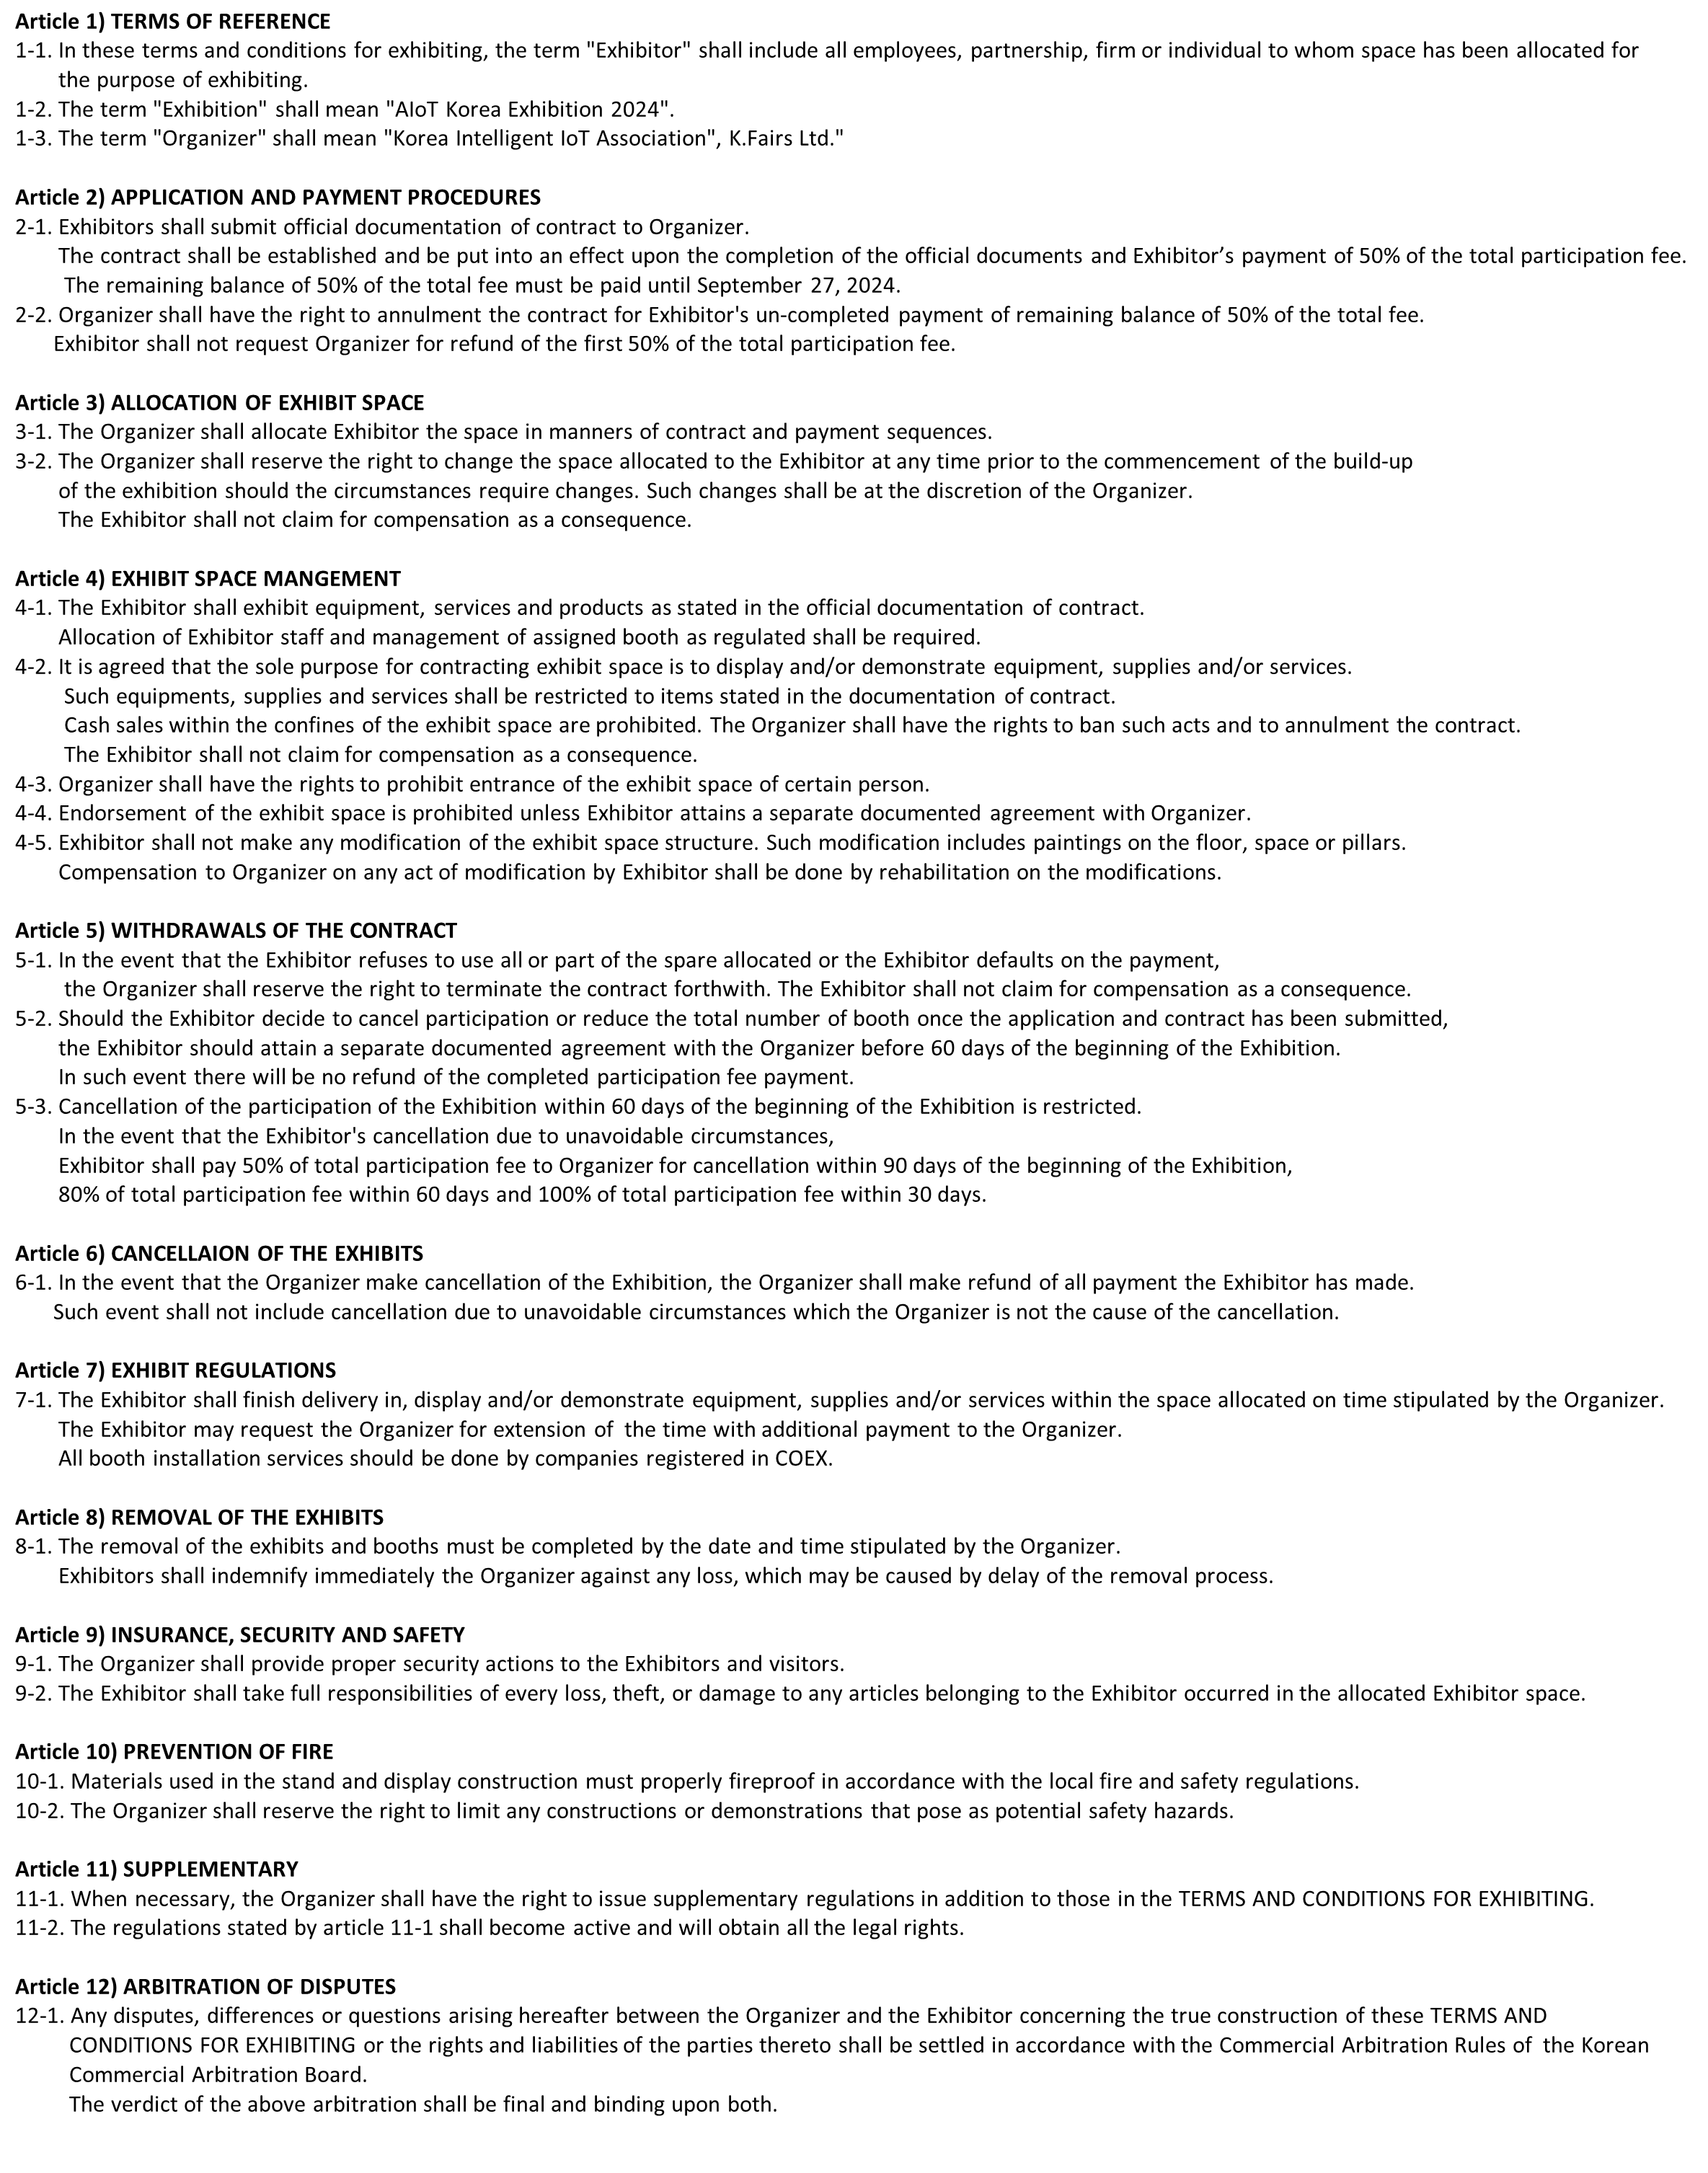 Article 1) TERMS OF REFERENCE
1-1. In these terms and conditions for exhibiting, the term "Exhibitor" shall include all employees, partnership, firm or individual to whom space has been allocated for
the purpose of exhibiting.
1-2. The term "Exhibition" shall mean "AIoT Korea Exhibition 2024".
1-3. The term "Organizer" shall mean "Korea Intelligent IoT Association", K.Fairs Ltd."
Article 2) APPLICATION AND PAYMENT PROCEDURES
2-1. Exhibitors shall submit official documentation of contract to Organizer.
The contract shall be established and be put into an effect upon the completion of the official documents and Exhibitor’s payment of 50% of the total participation fee.
The remaining balance of 50% of the total fee must be paid until September 27, 2024.
2-2. Organizer shall have the right to annulment the contract for Exhibitor's un-completed payment of remaining balance of 50% of the total fee.
Exhibitor shall not request Organizer for refund of the first 50% of the total participation fee.
Article 3) ALLOCATION OF EXHIBIT SPACE
3-1. The Organizer shall allocate Exhibitor the space in manners of contract and payment sequences.
3-2. The Organizer shall reserve the right to change the space allocated to the Exhibitor at any time prior to the commencement of the build-up
of the exhibition should the circumstances require changes. Such changes shall be at the discretion of the Organizer.
The Exhibitor shall not claim for compensation as a consequence.
Article 4) EXHIBIT SPACE MANGEMENT
4-1. The Exhibitor shall exhibit equipment, services and products as stated in the official documentation of contract.
Allocation of Exhibitor staff and management of assigned booth as regulated shall be required.
4-2. It is agreed that the sole purpose for contracting exhibit space is to display and/or demonstrate equipment, supplies and/or services.
Such equipments, supplies and services shall be restricted to items stated in the documentation of contract.
Cash sales within the confines of the exhibit space are prohibited. The Organizer shall have the rights to ban such acts and to annulment the contract.
The Exhibitor shall not claim for compensation as a consequence.
4-3. Organizer shall have the rights to prohibit entrance of the exhibit space of certain person.
4-4. Endorsement of the exhibit space is prohibited unless Exhibitor attains a separate documented agreement with Organizer.
4-5. Exhibitor shall not make any modification of the exhibit space structure. Such modification includes paintings on the floor, space or pillars.
Compensation to Organizer on any act of modification by Exhibitor shall be done by rehabilitation on the modifications.
Article 5) WITHDRAWALS OF THE CONTRACT
5-1. In the event that the Exhibitor refuses to use all or part of the spare allocated or the Exhibitor defaults on the payment,
the Organizer shall reserve the right to terminate the contract forthwith. The Exhibitor shall not claim for compensation as a consequence.
5-2. Should the Exhibitor decide to cancel participation or reduce the total number of booth once the application and contract has been submitted,
the Exhibitor should attain a separate documented agreement with the Organizer before 60 days of the beginning of the Exhibition.
In such event there will be no refund of the completed participation fee payment.
5-3. Cancellation of the participation of the Exhibition within 60 days of the beginning of the Exhibition is restricted.
In the event that the Exhibitor's cancellation due to unavoidable circumstances,
Exhibitor shall pay 50% of total participation fee to Organizer for cancellation within 90 days of the beginning of the Exhibition,
80% of total participation fee within 60 days and 100% of total participation fee within 30 days.
Article 6) CANCELLAION OF THE EXHIBITS
6-1. In the event that the Organizer make cancellation of the Exhibition, the Organizer shall make refund of all payment the Exhibitor has made.
Such event shall not include cancellation due to unavoidable circumstances which the Organizer is not the cause of the cancellation.
Article 7) EXHIBIT REGULATIONS
7-1. The Exhibitor shall finish delivery in, display and/or demonstrate equipment, supplies and/or services within the space allocated on time stipulated by the Organizer.
The Exhibitor may request the Organizer for extension of the time with additional payment to the Organizer.
All booth installation services should be done by companies registered in COEX.
Article 8) REMOVAL OF THE EXHIBITS
8-1. The removal of the exhibits and booths must be completed by the date and time stipulated by the Organizer.
Exhibitors shall indemnify immediately the Organizer against any loss, which may be caused by delay of the removal process.
Article 9) INSURANCE, SECURITY AND SAFETY
9-1. The Organizer shall provide proper security actions to the Exhibitors and visitors.
9-2. The Exhibitor shall take full responsibilities of every loss, theft, or damage to any articles belonging to the Exhibitor occurred in the allocated Exhibitor space.
Article 10) PREVENTION OF FIRE
10-1. Materials used in the stand and display construction must properly fireproof in accordance with the local fire and safety regulations.
10-2. The Organizer shall reserve the right to limit any constructions or demonstrations that pose as potential safety hazards.
Article 11) SUPPLEMENTARY
11-1. When necessary, the Organizer shall have the right to issue supplementary regulations in addition to those in the TERMS AND CONDITIONS FOR EXHIBITING.
11-2. The regulations stated by article 11-1 shall become active and will obtain all the legal rights.
Article 12) ARBITRATION OF DISPUTES
12-1. Any disputes, differences or questions arising hereafter between the Organizer and the Exhibitor concerning the true construction of these TERMS AND
CONDITIONS FOR EXHIBITING or the rights and liabilities of the parties thereto shall be settled in accordance with the Commercial Arbitration Rules of the Korean
Commercial Arbitration Board.
The verdict of the above arbitration shall be final and binding upon both.